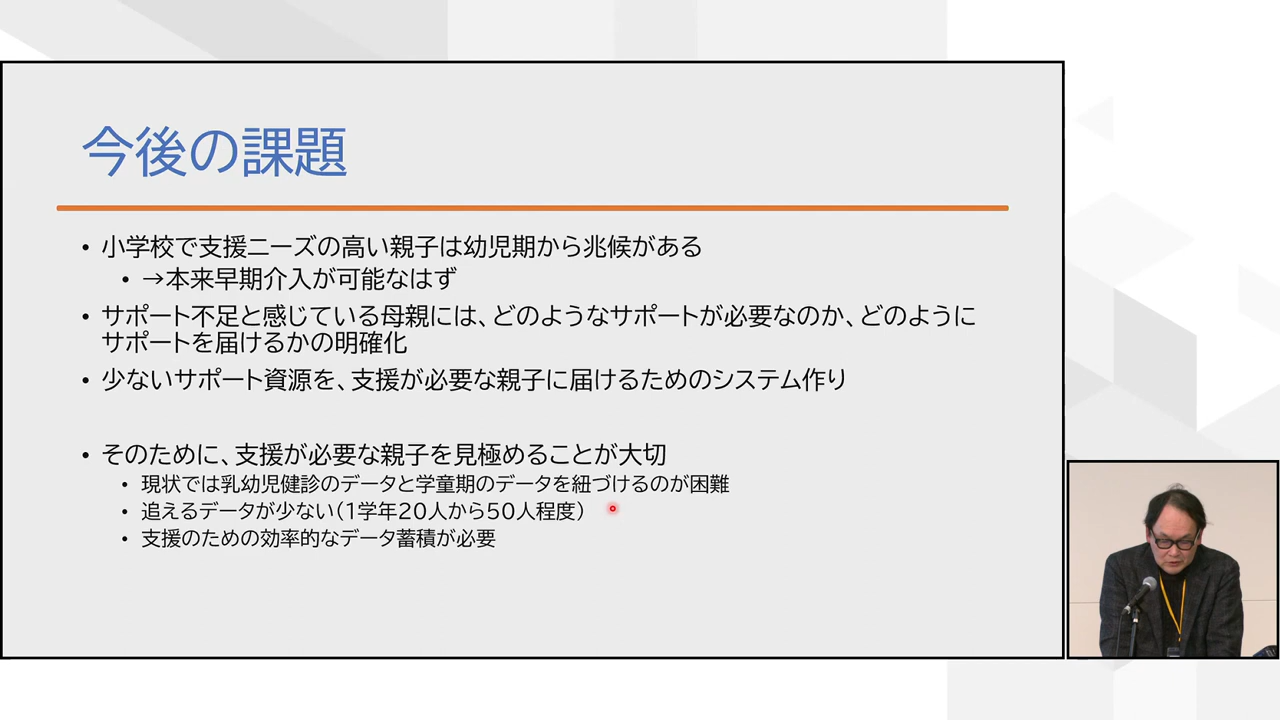 今後の課題
• 小学校で支援ニーズの高い親子は幼児期から兆候がある
• →本来早期介入が可能なはず
• サポート不足と感じている母親には、どのようなサポートが必要なのか、どのように
サポートを届けるかの明確化
• 少ないサポート資源を、支援が必要な親子に届けるためのシステム作り
• そのために、支援が必要な親子を見極めることが大切
• 現状では乳幼児健診のデータと学童期のデータを紐づけるのが困難
• 追えるデータが少ない（1学年20人から50人程度）
• 支援のための効率的なデータ蓄積が必要